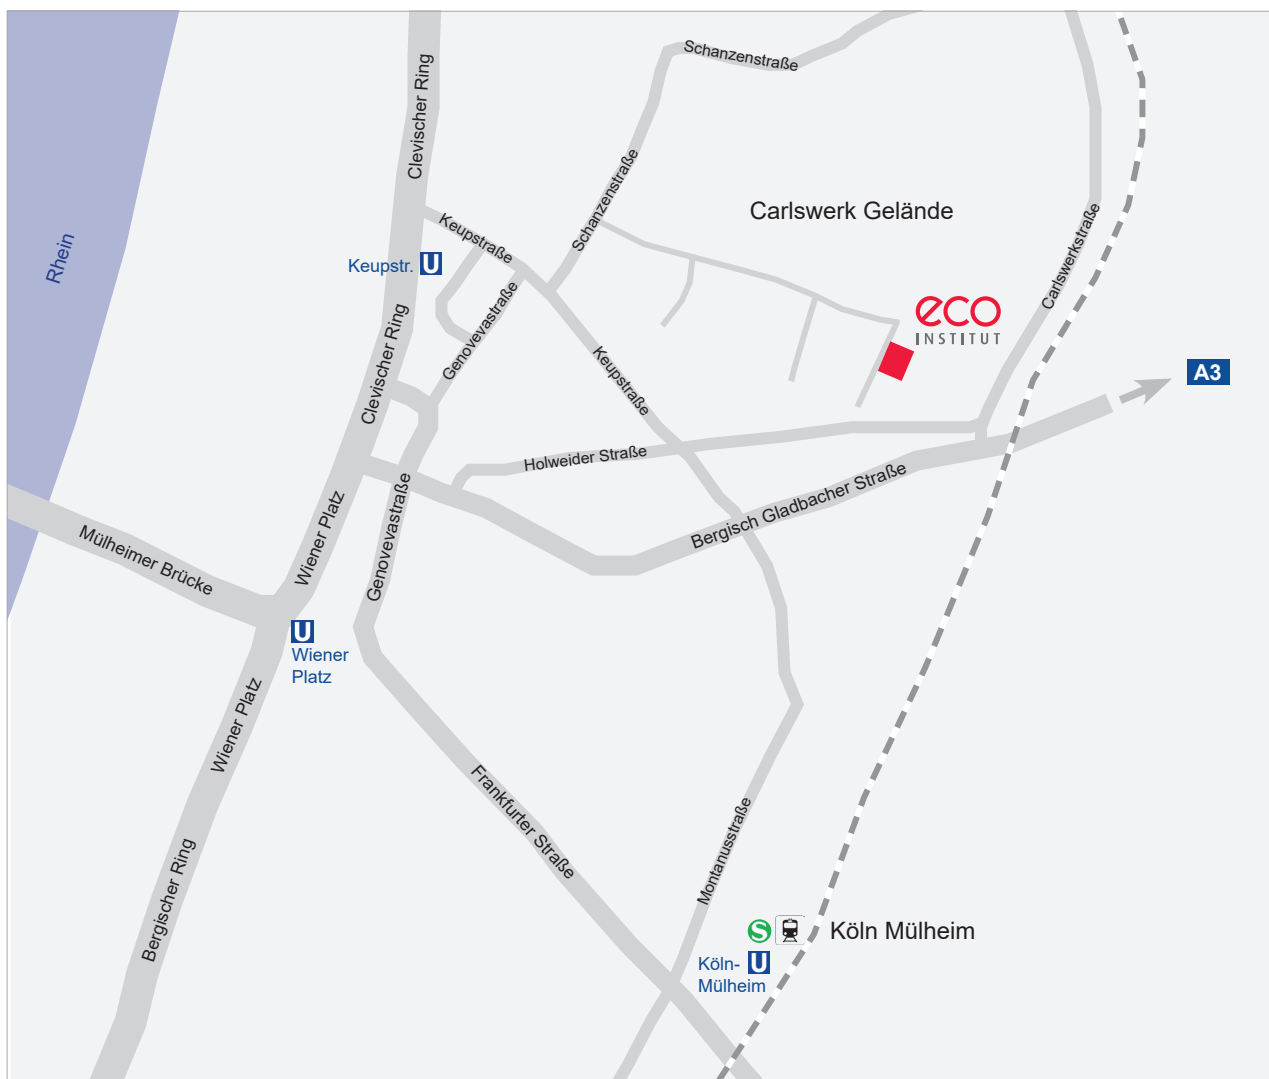 Schanzenstraße
Clevischer Ring
Schanzenstraße
Carlswerk Gelände
Keupstraße
Carlswerkstraße
Rhein
Keupstr. U
Genovevastraße
eco
INSTITUT
Clevischer Ring
Keupstraße
A3
Holweider Straße
Bergisch Gladbacher Straße
Wiener Platz
Genovevastraße
Mülheimer Brücke
U
Wiener
Platz
Wiener Platz
Frankfurter Straße
Montanusstraße
Bergischer Ring
S
Köln Mülheim
Köln- U
Mülheim